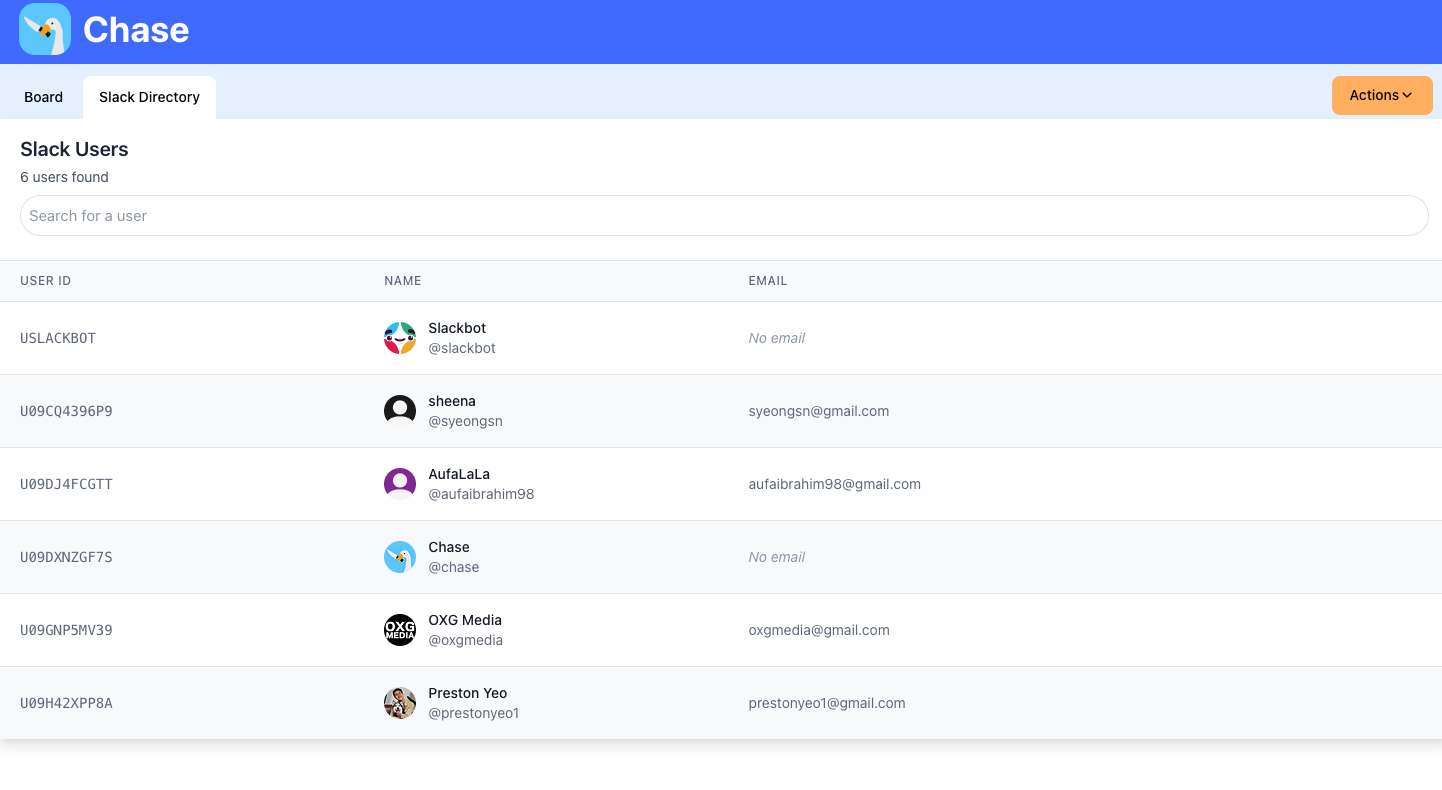 Chase
Board
Slack Directory
Actions
Slack Users
6 users found
Search for a user
USER ID NAME EMAIL
USLACKBOT
Slackbot
@slackbot
No email
U09CQ4396P9
sheena
@syeongsn
syeongsn@gmail.com
U09DJ4FCGTT
AufaLaLa
@aufaibrahim98
aufaibrahim98@gmail.com
U09DXNZGF7S
Chase
@chase
No email
U09GNP5MV39
OXG
MEDIA
OXG Media
@oxgmedia
oxgmedia@gmail.com
U09H42XPP8A
Preston Yeo
@prestonyeo1
prestonyeo1@gmail.com